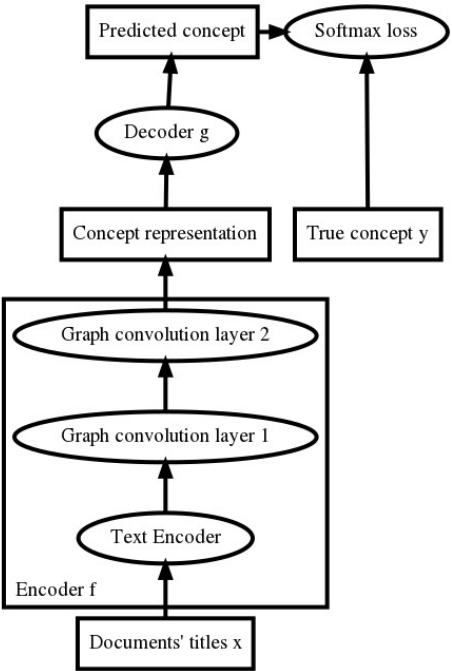 Predicted concept
Softmax loss
Decoder g
Concept representation
True concept y
Graph convolution layer 2
Graph convolution layer 1
Text Encoder
Encoder f
Documents' titles x